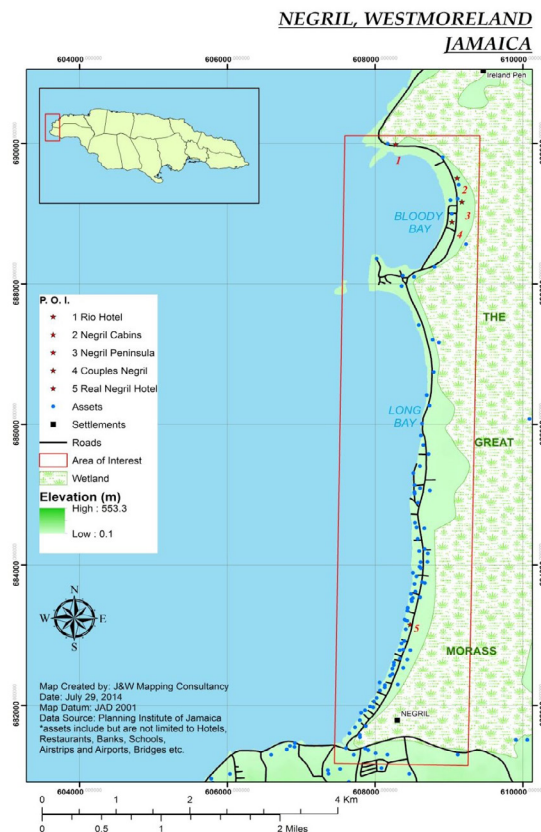 NEGRIL, WESTMORELAND
JAMAICA
604000
606000
608000
610000
Ireland Pen
690000
1
2
BLOODY
BAY
3
4
688000
P. O. I.
1 Rio Hotel
2 Negril Cabins
3 Negril Peninsula
4 Couples Negril
5 Real Negril Hotel
Assets
Settlements
Roads
Area of Interest
Wetland
Elevation (m)
High : 553.3
Low : 0.1
THE
LONG
BAY
686000
GREAT
684000
N
W E
S
5
MORASS
Map Created by: J&W Mapping Consultancy
Date: July 29, 2014
Map Datum: JAD 2001
Data Source: Planning Institute of Jamaica
*assets include but are not limited to Hotels,
Restaurants, Banks, Schools,
Airstrips and Airports, Bridges etc.
682000
NEGRIL
604000
606000
608000
610000
0 1 2 4 Km
0 0.5 1 2 Miles